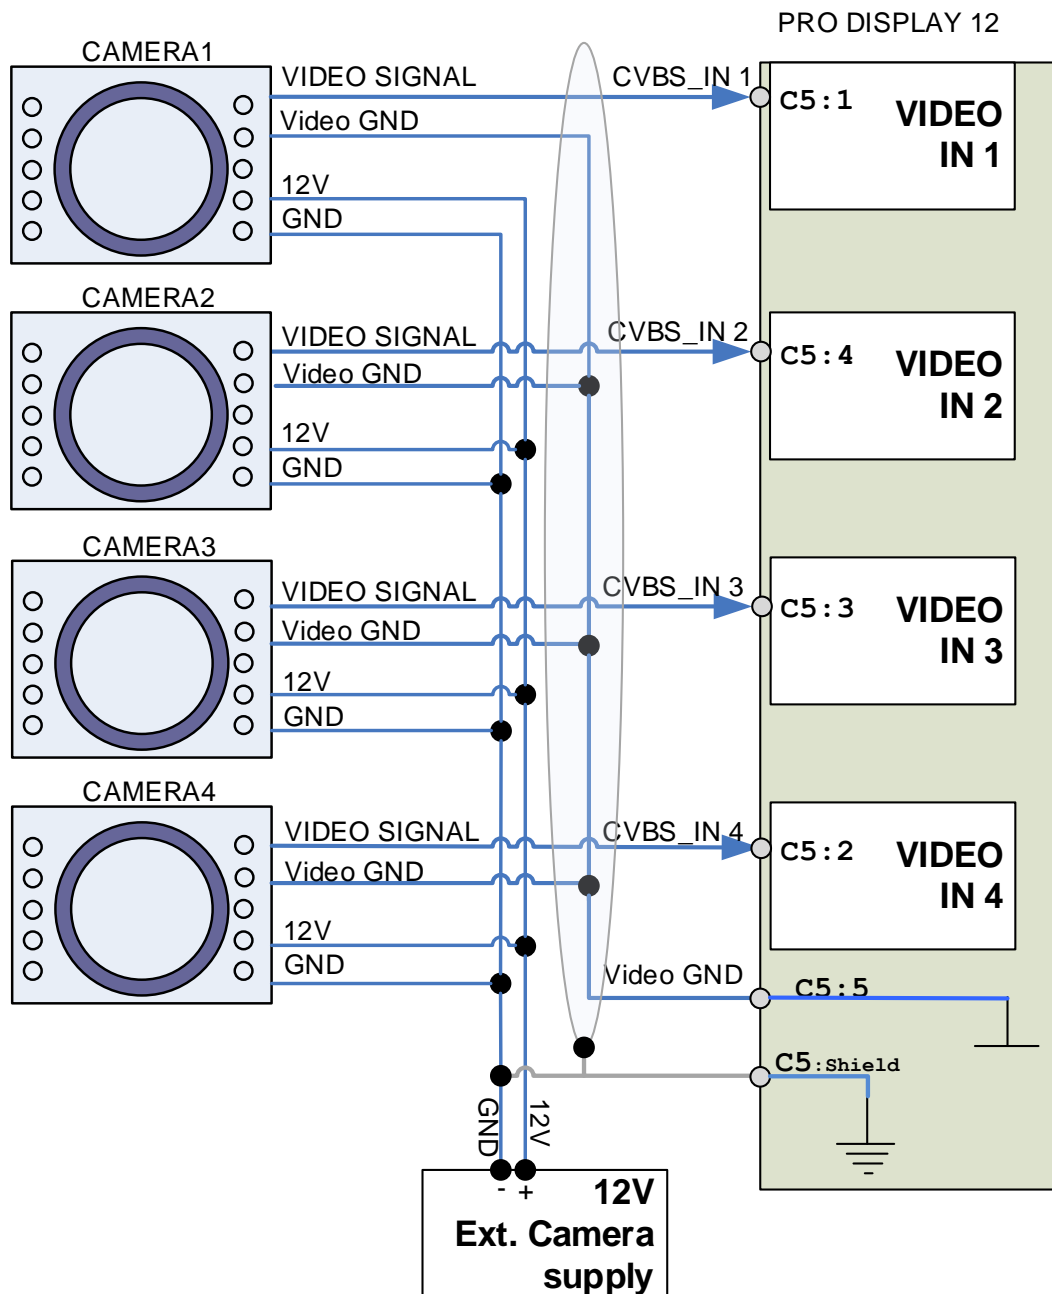 PRO DISPLAY 12
CAMERA1
VIDEO SIGNAL
CVBS_IN 1
C5:1
VIDEO
IN 1
Video GND
12V
GND
CAMERA2
VIDEO SIGNAL
CVBS_IN 2
C5:4
VIDEO
IN 2
Video GND
12V
GND
CAMERA3
VIDEO SIGNAL
CVBS_IN 3
C5:3
VIDEO
IN 3
Video GND
12V
GND
CAMERA4
VIDEO SIGNAL
CVBS_IN 4
C5:2
VIDEO
IN 4
Video GND
12V
GND
Video GND
C5:5
C5:Shield
GND
12V
- +
12V
Ext. Camera
supply